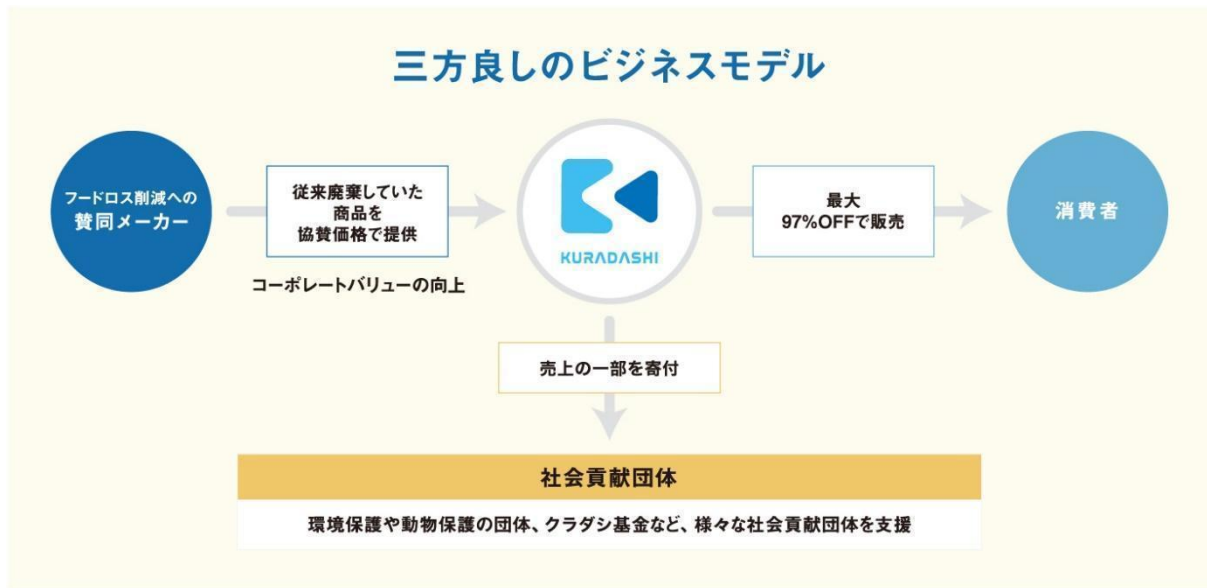 三方良しのビジネスモデル
フードロス削減への
賛同メーカー
従来廃棄していた
商品を
協賛価格で提供
コーポレートバリューの向上
KURADASHI
最大
97%OFFで販売
消費者
売上の一部を寄付
社会貢献団体
環境保護や動物保護の団体、クラダシ基金など、様々な社会貢献団体を支援